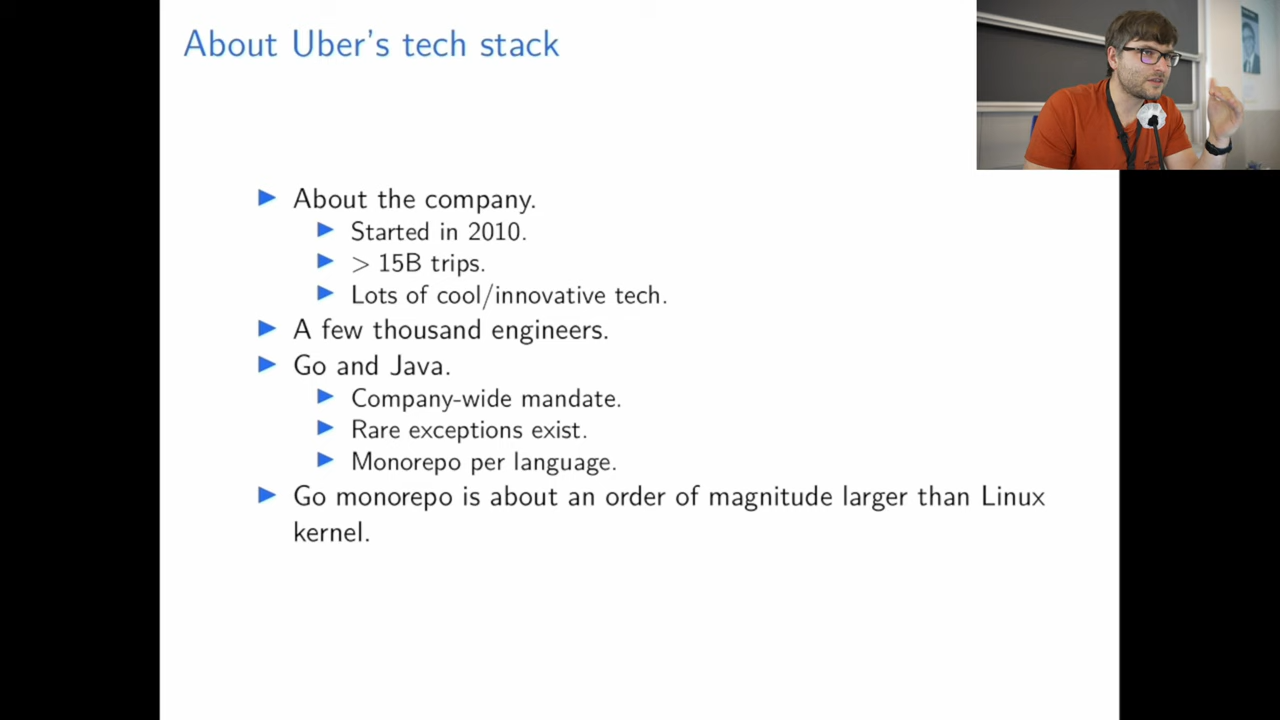 About Uber's tech stack
About the company.
Started in 2010.
> 15B trips.
Lots of cool/innovative tech.
A few thousand engineers.
Go and Java.
Company-wide mandate.
Rare exceptions exist.
Monorepo per language.
Go monorepo is about an order of magnitude larger than Linux
kernel.